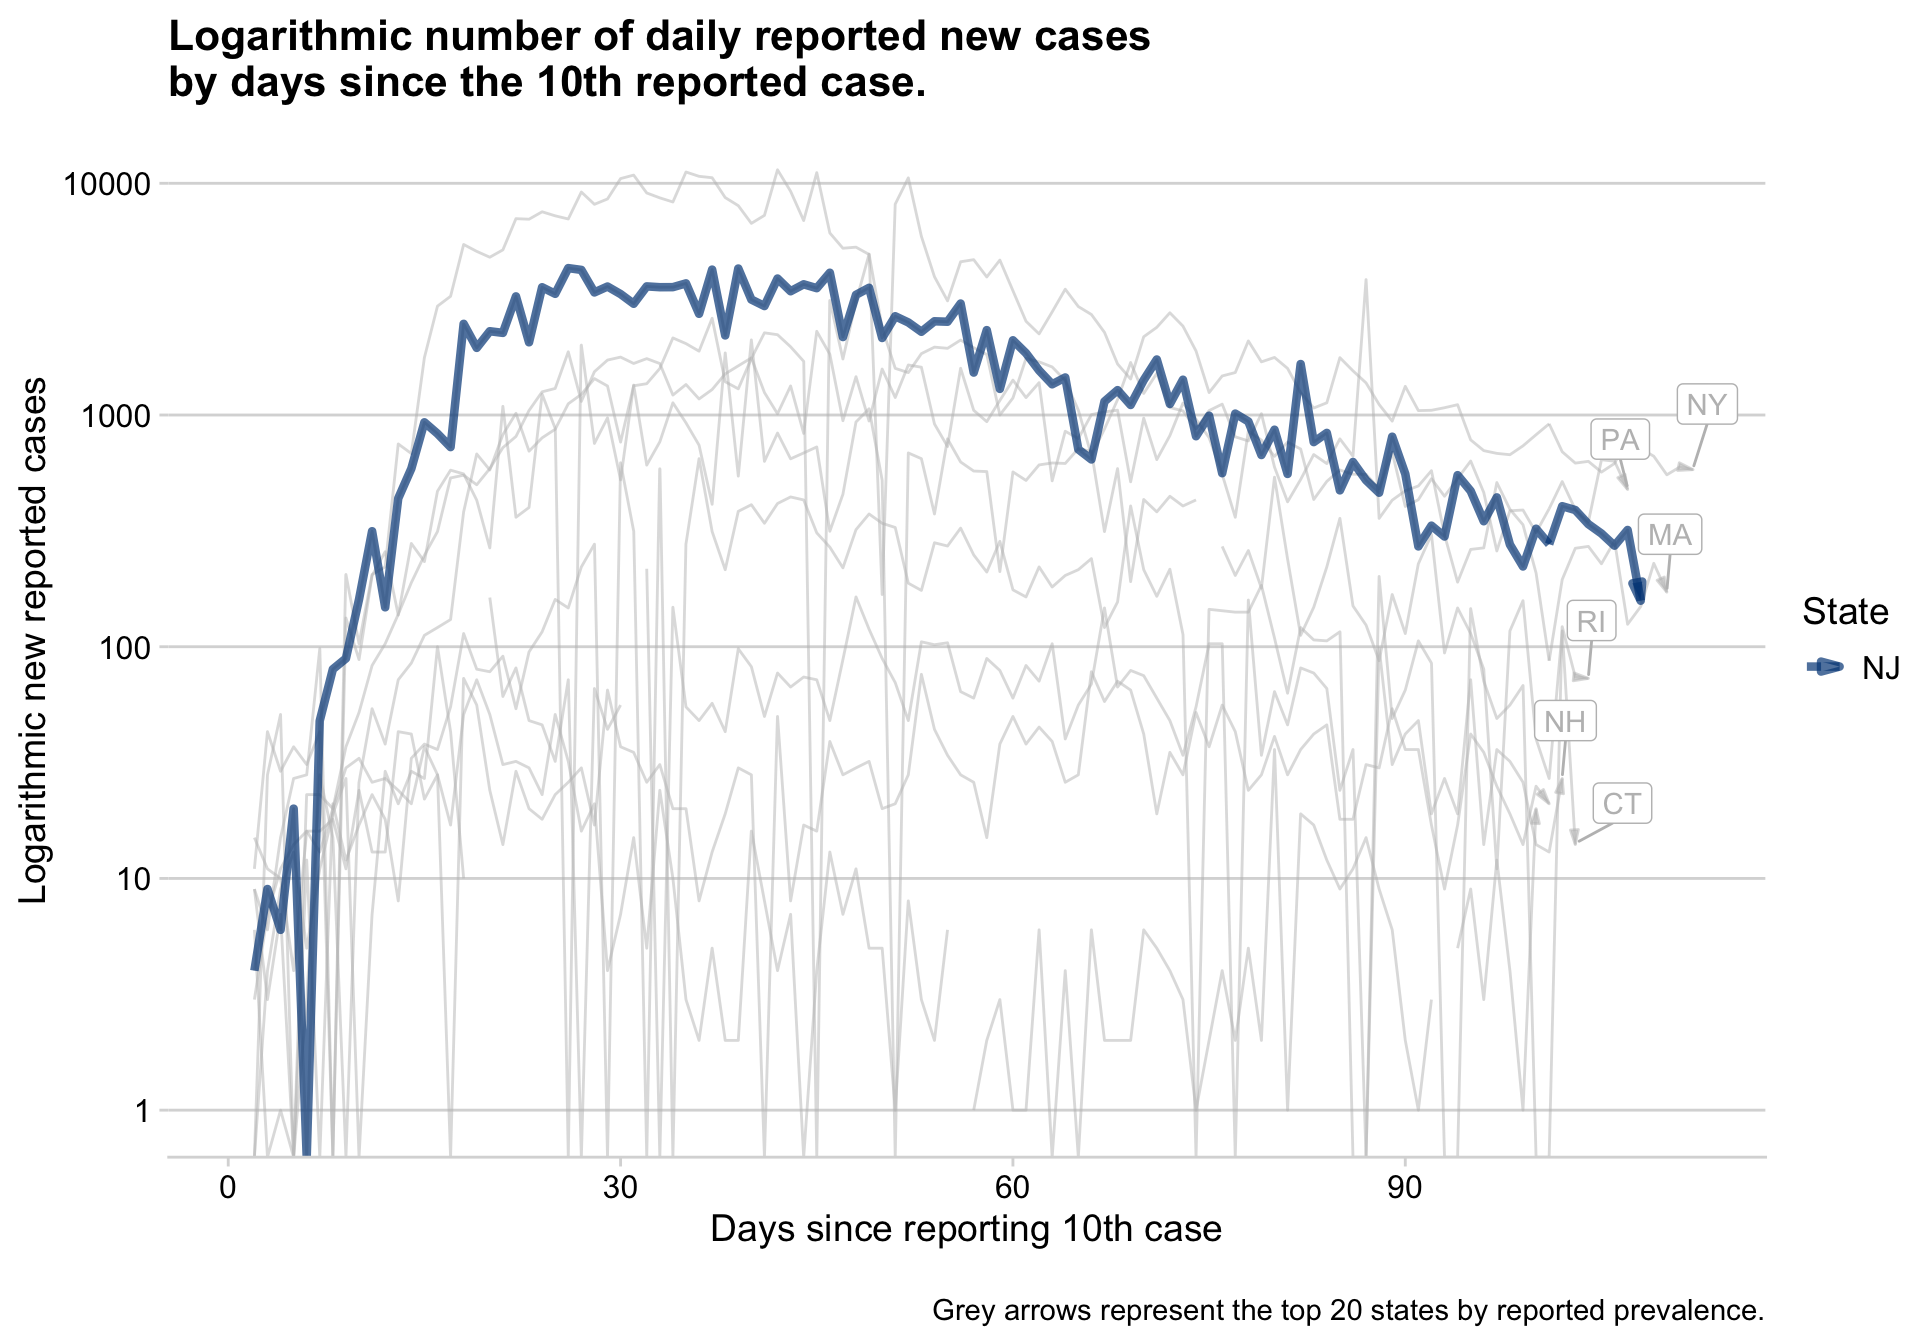 Logarithmic number of daily reported new cases
by days since the 10th reported case.
Logarithmic new reported cases
10000
1000
100
10
1
NY
PA
MA
RI
NH
CT
State
NJ
0
30
60
90
Days since reporting 10th case
Grey arrows represent the top 20 states by reported prevalence.